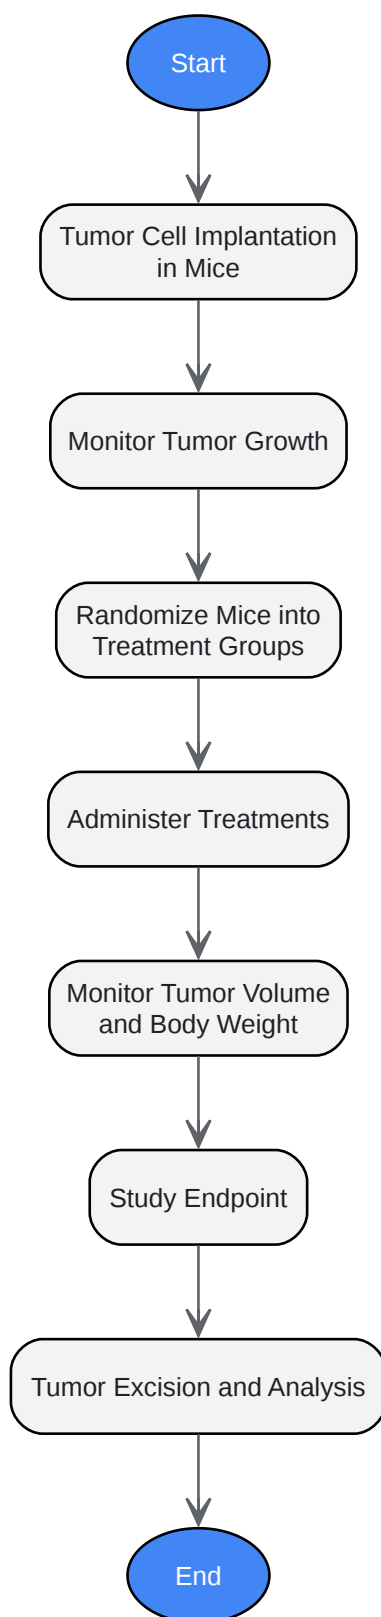 Start
Tumor Cell Implantation
in Mice
Monitor Tumor Growth
Randomize Mice into
Treatment Groups
Administer Treatments
Monitor Tumor Volume
and Body Weight
Study Endpoint
Tumor Excision and Analysis
End